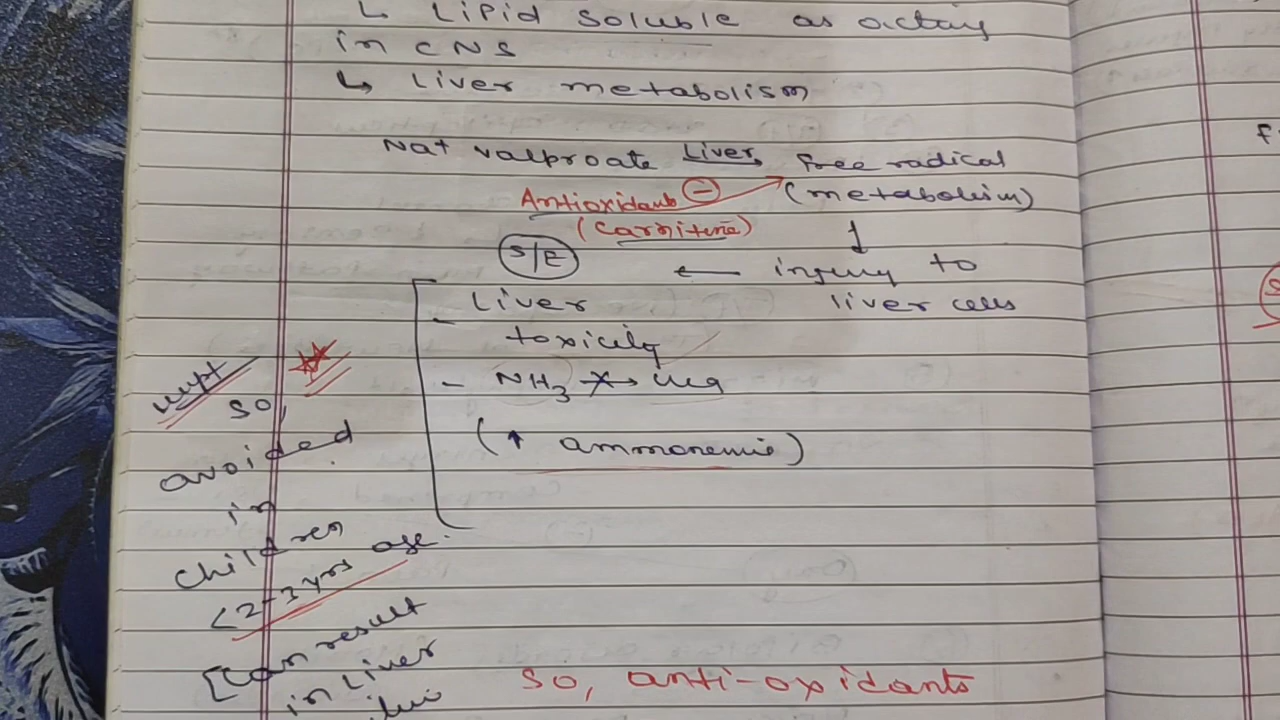 ↳ Lipid soluble as acting
in CNS
↳ Liver metabolism
Na+ valproate Liver→ free radical
Antioxidants ⊖ (metabolism)
(Carnitine)
↓
S/E ← injury to
liver cells
- Liver
toxicity
- NH3 -x→ urea
(↑ ammonemia)
impt
so,
avoided
in
children
<2-3 yrs age.
[Can result
in Liver
so, anti-oxidants